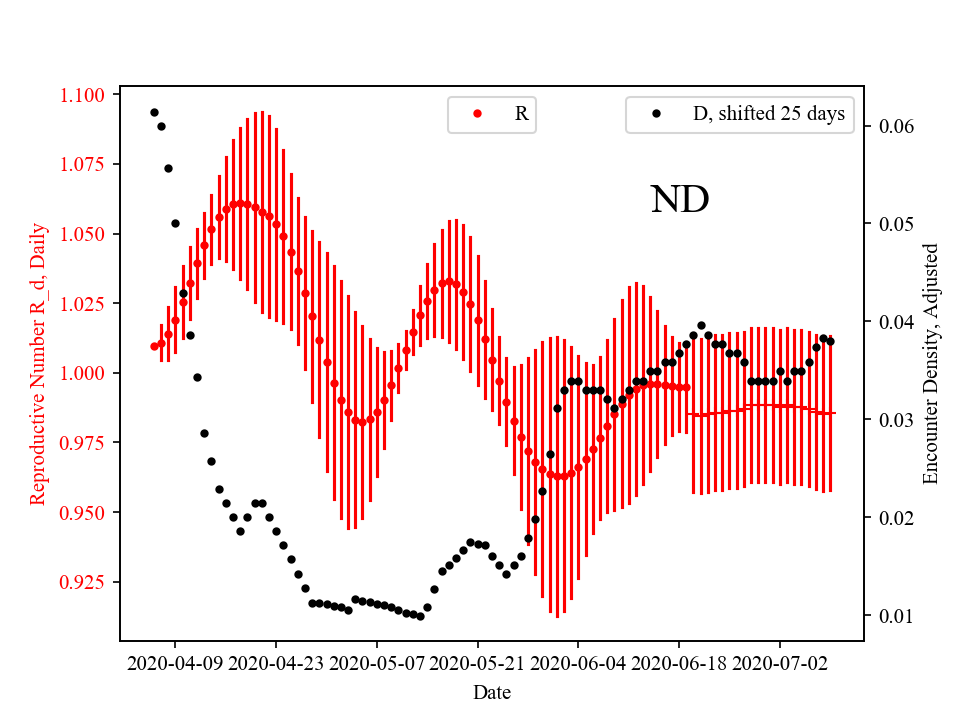 R
D, shifted 25 days
ND
Reproductive Number R_d, Daily
1.100
1.075
1.050
1.025
1.000
0.975
0.950
0.925
0.06
0.05
0.04
0.03
0.02
0.01
Encounter Density, Adjusted
2020-04-09 2020-04-23 2020-05-07 2020-05-21 2020-06-04 2020-06-18 2020-07-02
Date